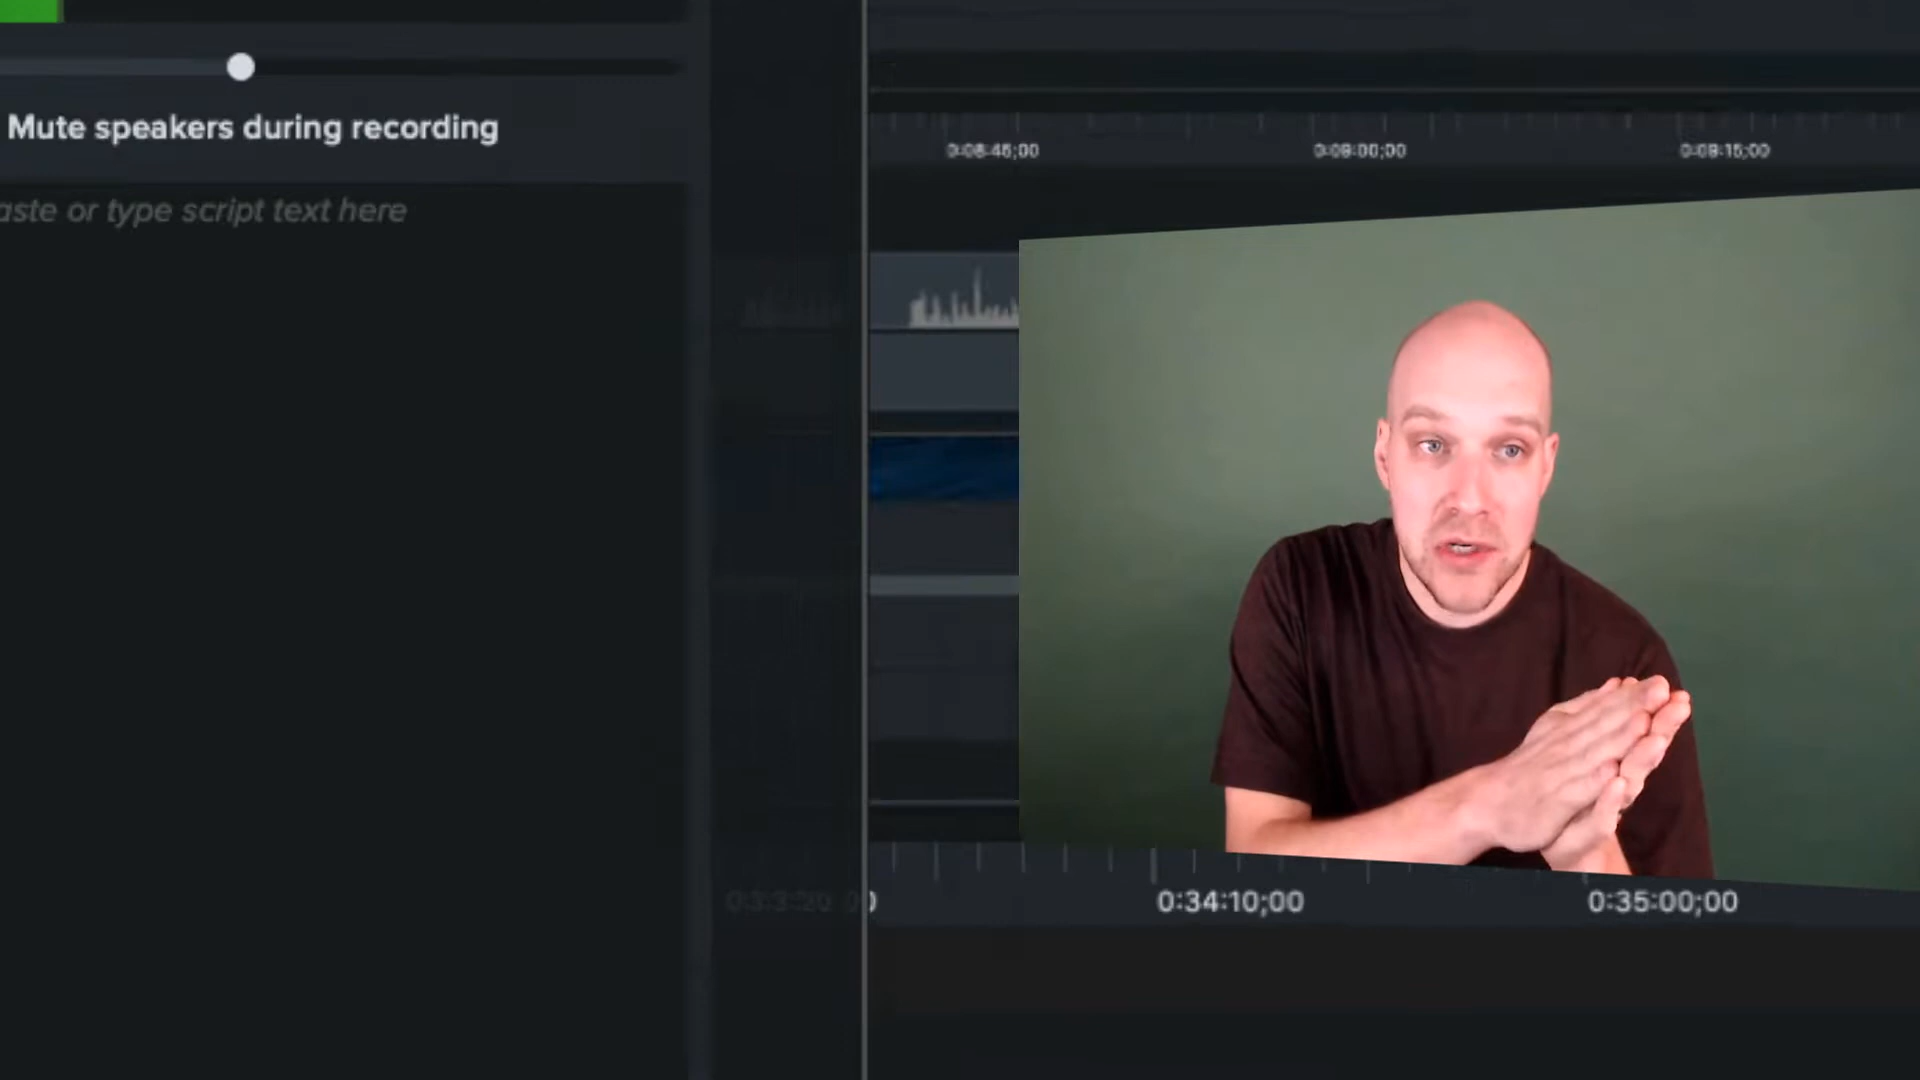 Mute speakers during recording
aste or type script text here
0:08:45;00
0:09:00;00
0:09:15;00
0:34:10;00
0:35:00;00